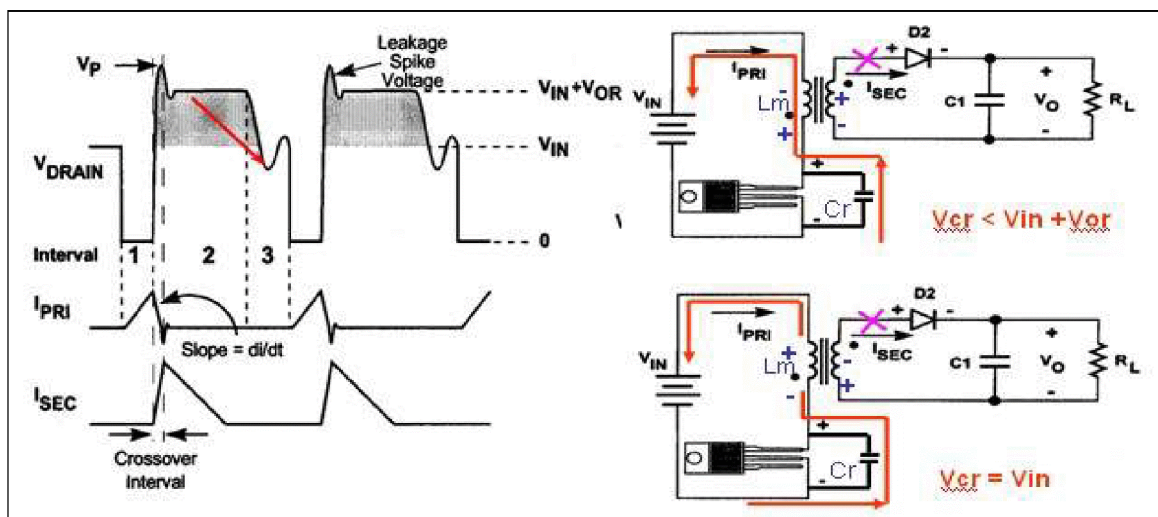 Leakage
Spike
Voltage
VP
VIN+VOR
VIN
VDRAIN
0
Interval
1
2
3
IPRI
Slope = di/dt
ISEC
Crossover
Interval
D2
+
-
IPRI
ISEC
VIN
-
Lm
+
+
-
C1
+
VO
-
RL
+
-
Cr
Vcr < Vin +Vor
D2
+
-
IPRI
ISEC
VIN
+
Lm
-
-
+
C1
+
VO
-
RL
+
-
Cr
Vcr = Vin